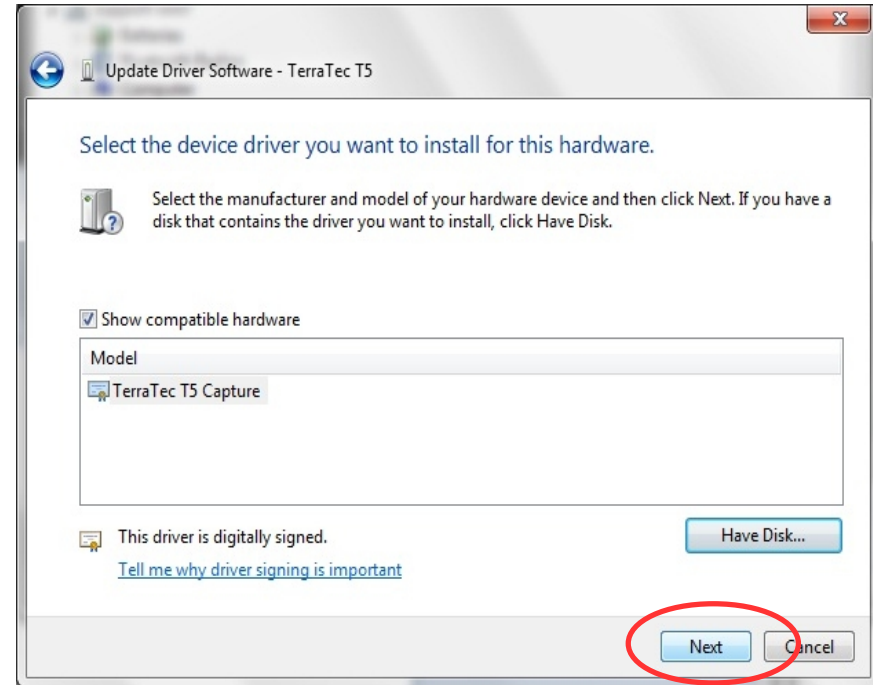 Update Driver Software - TerraTec T5
Select the device driver you want to install for this hardware.
Select the manufacturer and model of your hardware device and then click Next. If you have a
disk that contains the driver you want to install, click Have Disk.
Show compatible hardware
Model
TerraTec T5 Capture
This driver is digitally signed.
Have Disk...
Tell me why driver signing is important
Next
Cancel